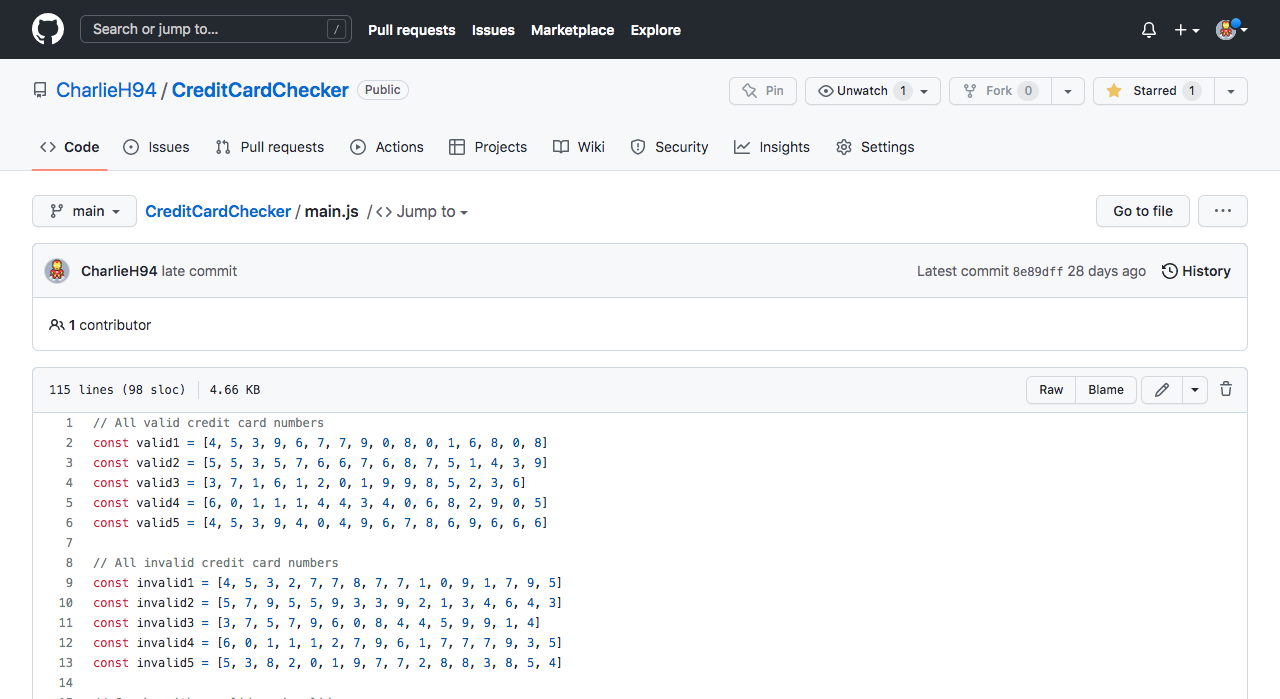 Search or jump to... /
Pull requests Issues Marketplace Explore
CharlieH94 / CreditCardChecker Public
Pin Unwatch 1 Fork 0 Starred 1
Code Issues Pull requests Actions Projects Wiki Security Insights Settings
main CreditCardChecker / main.js / <> Jump to
Go to file ...
CharlieH94 late commit Latest commit 8e89dff 28 days ago History
1 contributor
115 lines (98 sloc) 4.66 KB Raw Blame
1 // All valid credit card numbers
2 const valid1 = [4, 5, 3, 9, 6, 7, 7, 9, 0, 8, 0, 1, 6, 8, 0, 8]
3 const valid2 = [5, 5, 3, 5, 7, 6, 6, 7, 6, 8, 7, 5, 1, 4, 3, 9]
4 const valid3 = [3, 7, 1, 6, 1, 2, 0, 1, 9, 9, 8, 5, 2, 3, 6]
5 const valid4 = [6, 0, 1, 1, 1, 4, 4, 3, 4, 0, 6, 8, 2, 9, 0, 5]
6 const valid5 = [4, 5, 3, 9, 4, 0, 4, 9, 6, 7, 8, 6, 9, 6, 6, 6]
7
8 // All invalid credit card numbers
9 const invalid1 = [4, 5, 3, 2, 7, 7, 8, 7, 7, 1, 0, 9, 1, 7, 9, 5]
10 const invalid2 = [5, 7, 9, 5, 5, 9, 3, 3, 9, 2, 1, 3, 4, 6, 4, 3]
11 const invalid3 = [3, 7, 5, 7, 9, 6, 0, 8, 4, 4, 5, 9, 9, 1, 4]
12 const invalid4 = [6, 0, 1, 1, 1, 2, 7, 9, 6, 1, 7, 7, 7, 9, 3, 5]
13 const invalid5 = [5, 3, 8, 2, 0, 1, 9, 7, 7, 2, 8, 8, 3, 8, 5, 4]
14